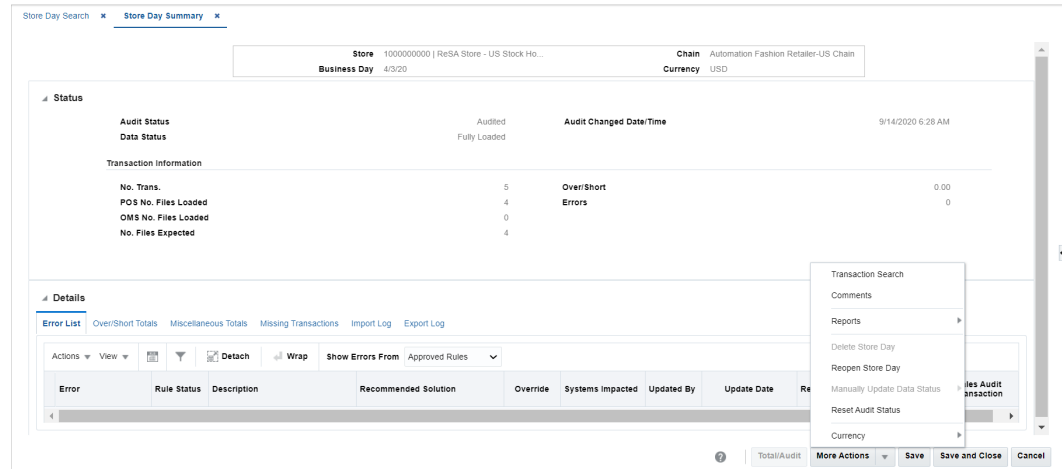 Store Day Search × Store Day Summary ×
Store 1000000000 | ReSA Store - US Stock Ho... Chain Automation Fashion Retailer-US Chain
Business Day 4/3/20 Currency USD
Status
Audit Status Audited Audit Changed Date/Time 9/14/2020 6:28 AM
Data Status Fully Loaded
Transaction Information
No. Trans. 5 Over/Short 0.00
POS No. Files Loaded 4 Errors 0
OMS No. Files Loaded 0
No. Files Expected 4
Transaction Search
Comments
Reports
Delete Store Day
Reopen Store Day
Manually Update Data Status
Reset Audit Status
Currency
Details
Error List Over/Short Totals Miscellaneous Totals Missing Transactions Import Log Export Log
Actions View Detach Wrap Show Errors From Approved Rules
Error Rule Status Description Recommended Solution Override Systems Impacted Updated By Update Date Re les Audit
ansaction
? Total/Audit More Actions Save Save and Close Cancel